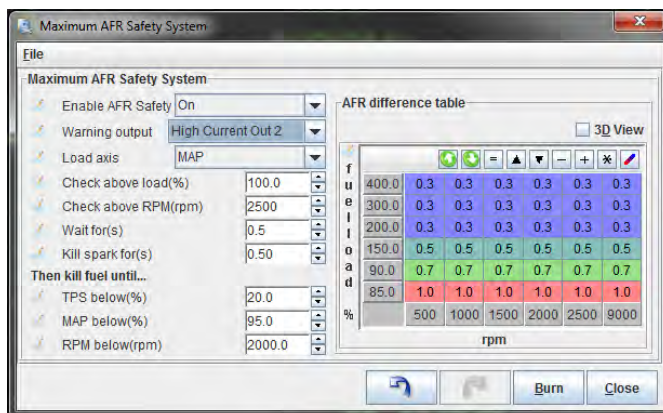 Maximum AFR Safety System
File
Maximum AFR Safety System
Enable AFR Safety On
Warning output High Current Out 2
Load axis MAP
Check above load(%) 100.0
Check above RPM(rpm) 2500
Wait for(s) 0.5
Kill spark for(s) 0.50
Then kill fuel until...
TPS below(%) 20.0
MAP below(%) 95.0
RPM below(rpm) 2000.0
AFR difference table
3D View
= − + *
fuelload %
400.0 0.3 0.3 0.3 0.3 0.3 0.3
300.0 0.3 0.3 0.3 0.3 0.3 0.3
200.0 0.3 0.3 0.3 0.3 0.3 0.3
150.0 0.5 0.5 0.5 0.5 0.5 0.5
90.0 0.7 0.7 0.7 0.7 0.7 0.7
85.0 1.0 1.0 1.0 1.0 1.0 1.0
500 1000 1500 2000 2500 9000
rpm
Burn
Close